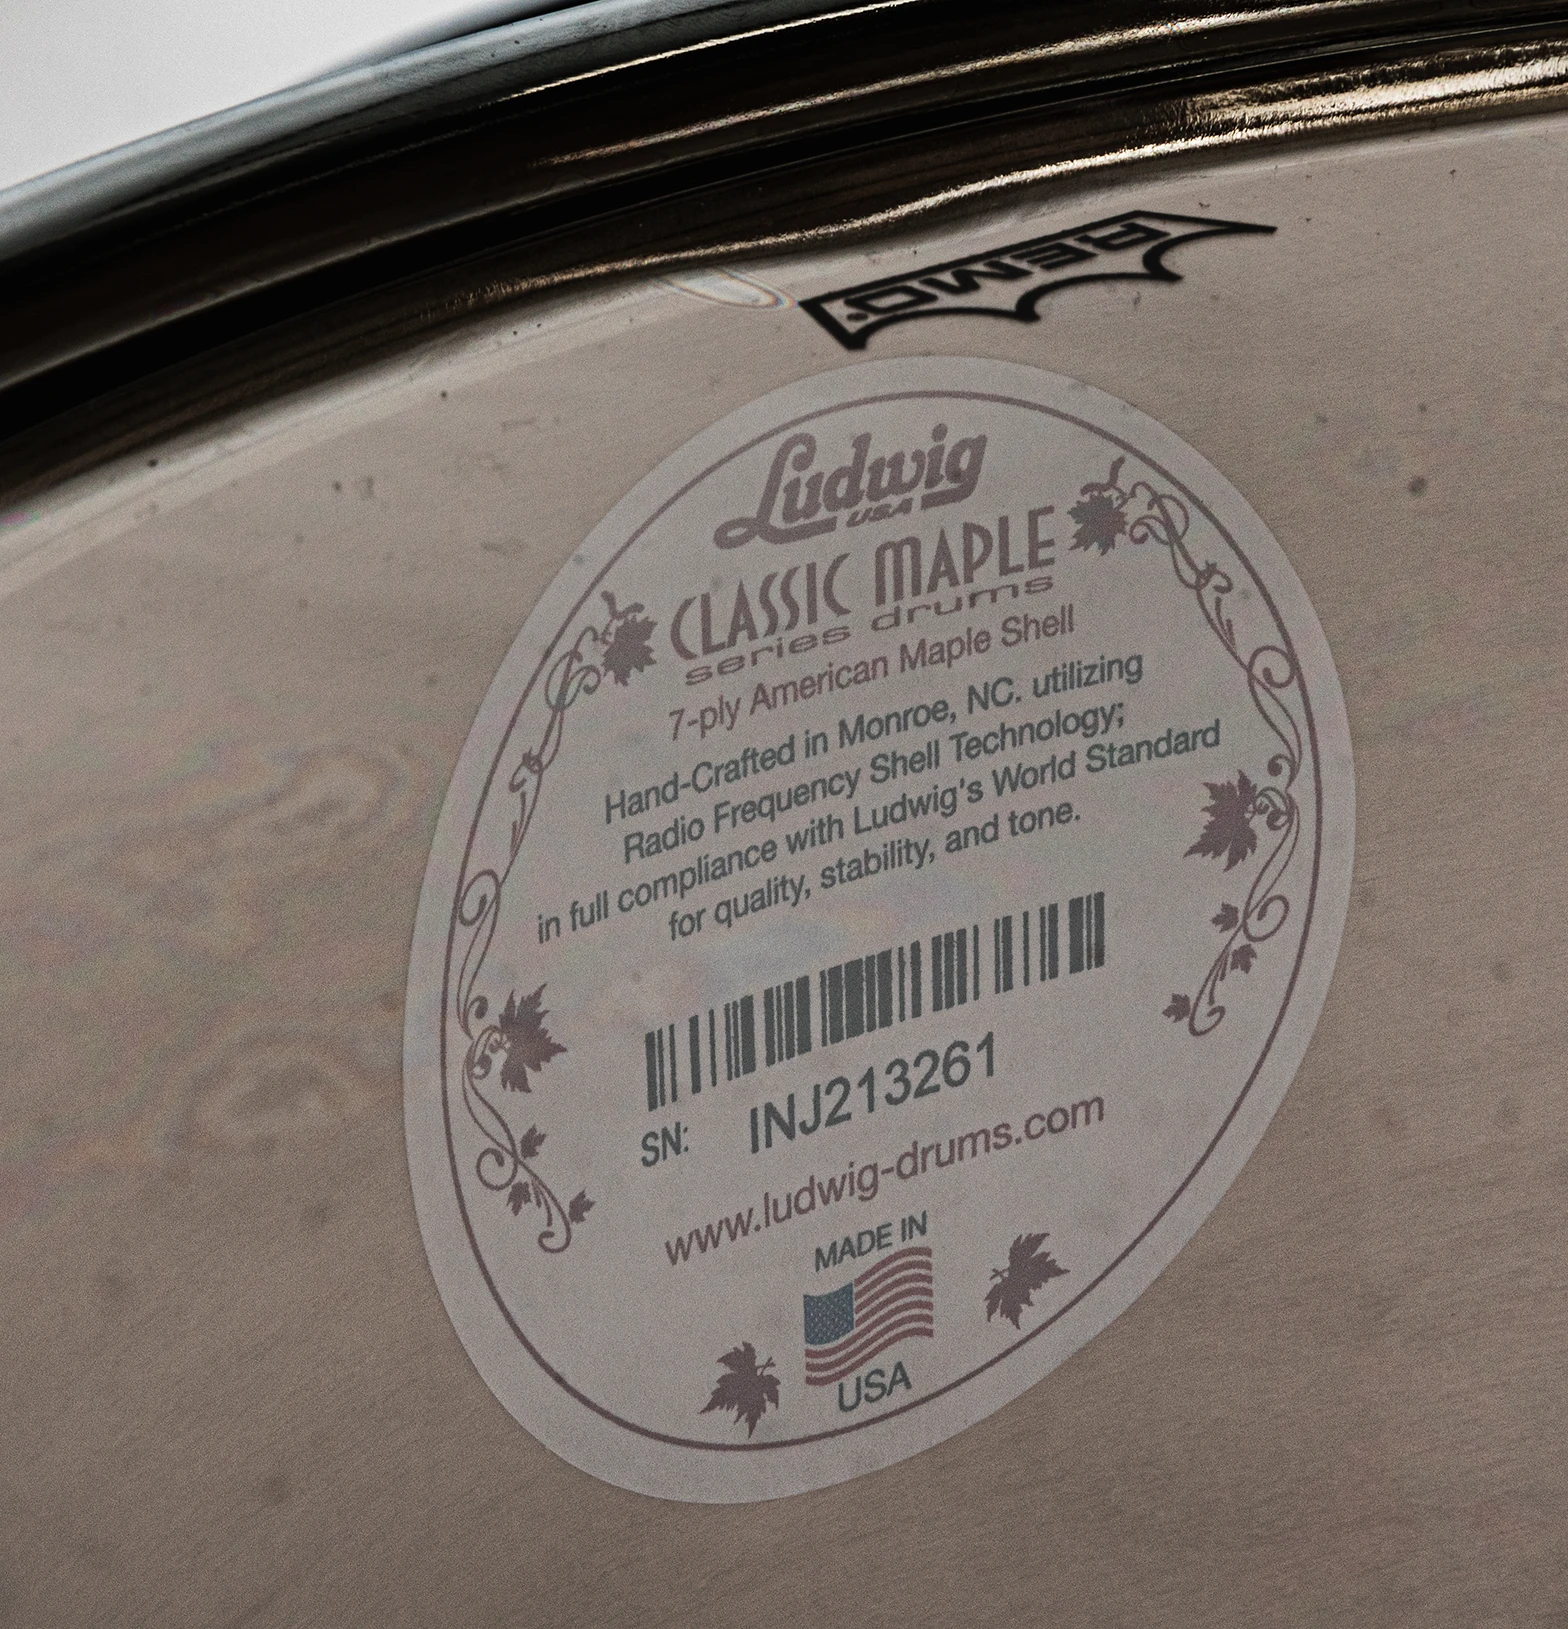 REMO
Ludwig
USA
CLASSIC MAPLE
series drums
7-ply American Maple Shell
Hand-Crafted in Monroe, NC. utilizing
Radio Frequency Shell Technology;
in full compliance with Ludwig's World Standard
for quality, stability, and tone.
SN: INJ213261
www.ludwig-drums.com
MADE IN
USA